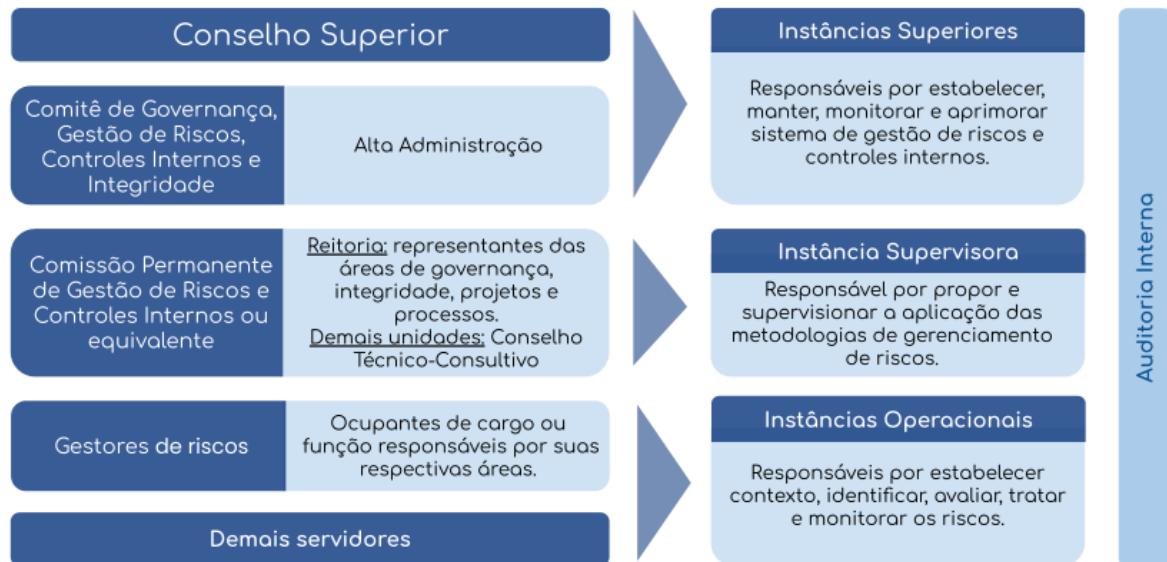 Conselho Superior
Comitê de Governança,
Gestão de Riscos,
Controles Internos e
Integridade
Alta Administração
Instâncias Superiores
Responsáveis por estabelecer,
manter, monitorar e aprimorar
sistema de gestão de riscos e
controles internos.
Comissão Permanente
de Gestão de Riscos e
Controles Internos ou
equivalente
Reitoria: representantes das
áreas de governança,
integridade, projetos e
processos.
Demais unidades: Conselho
Técnico-Consultivo
Instância Supervisora
Responsável por propor e
supervisionar a aplicação das
metodologias de gerenciamento
de riscos.
Gestores de riscos
Ocupantes de cargo ou
função responsáveis por suas
respectivas áreas.
Demais servidores
Instâncias Operacionais
Responsáveis por estabelecer
contexto, identificar, avaliar, tratar
e monitorar os riscos.
Auditoria Interna